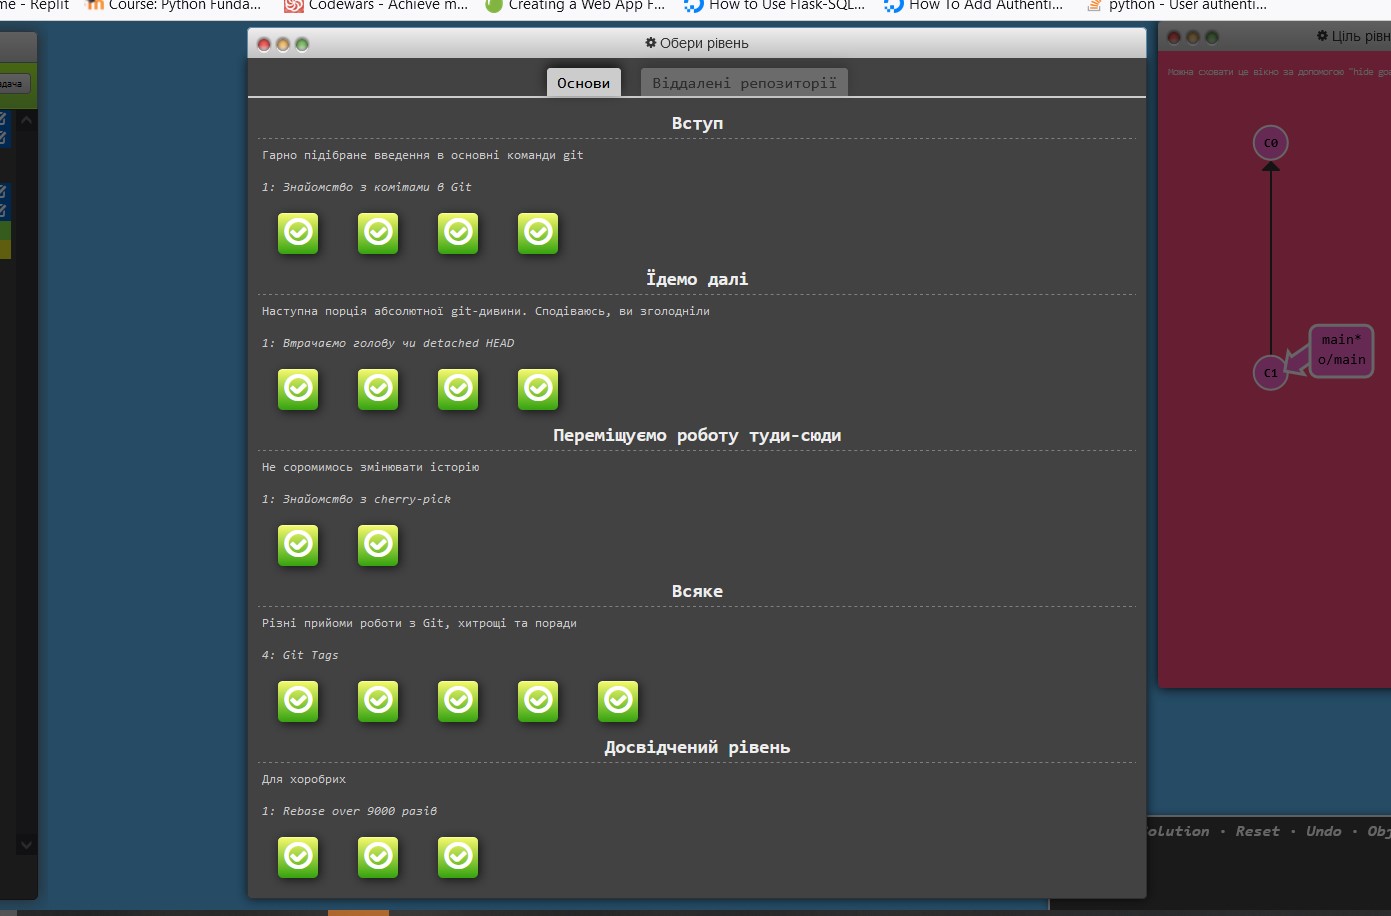 me - Replit
Course: Python Funda...
Codewars - Achieve m...
Creating a Web App F...
How to Use Flask-SQL...
How To Add Authenti...
python - User authenti...
Обери рівень
Ціль рівн
Основи
Віддалені репозиторії
Можна сховати це вікно за допомогою "hide goa
Вступ
Гарно підібране введення в основні команди git
1: Знайомство з комітами в Git
C0
Їдемо далі
Наступна порція абсолютної git-дивини. Сподіваюсь, ви зголодніли
1: Втрачаємо голову чи detached HEAD
main*
o/main
C1
Переміщуємо роботу туди-сюди
Не соромимось змінювати історію
1: Знайомство з cherry-pick
Всяке
Різні прийоми роботи з Git, хитрощі та поради
4: Git Tags
Досвідчений рівень
Для хоробрих
1: Rebase over 9000 разів
olution · Reset · Undo · Obj